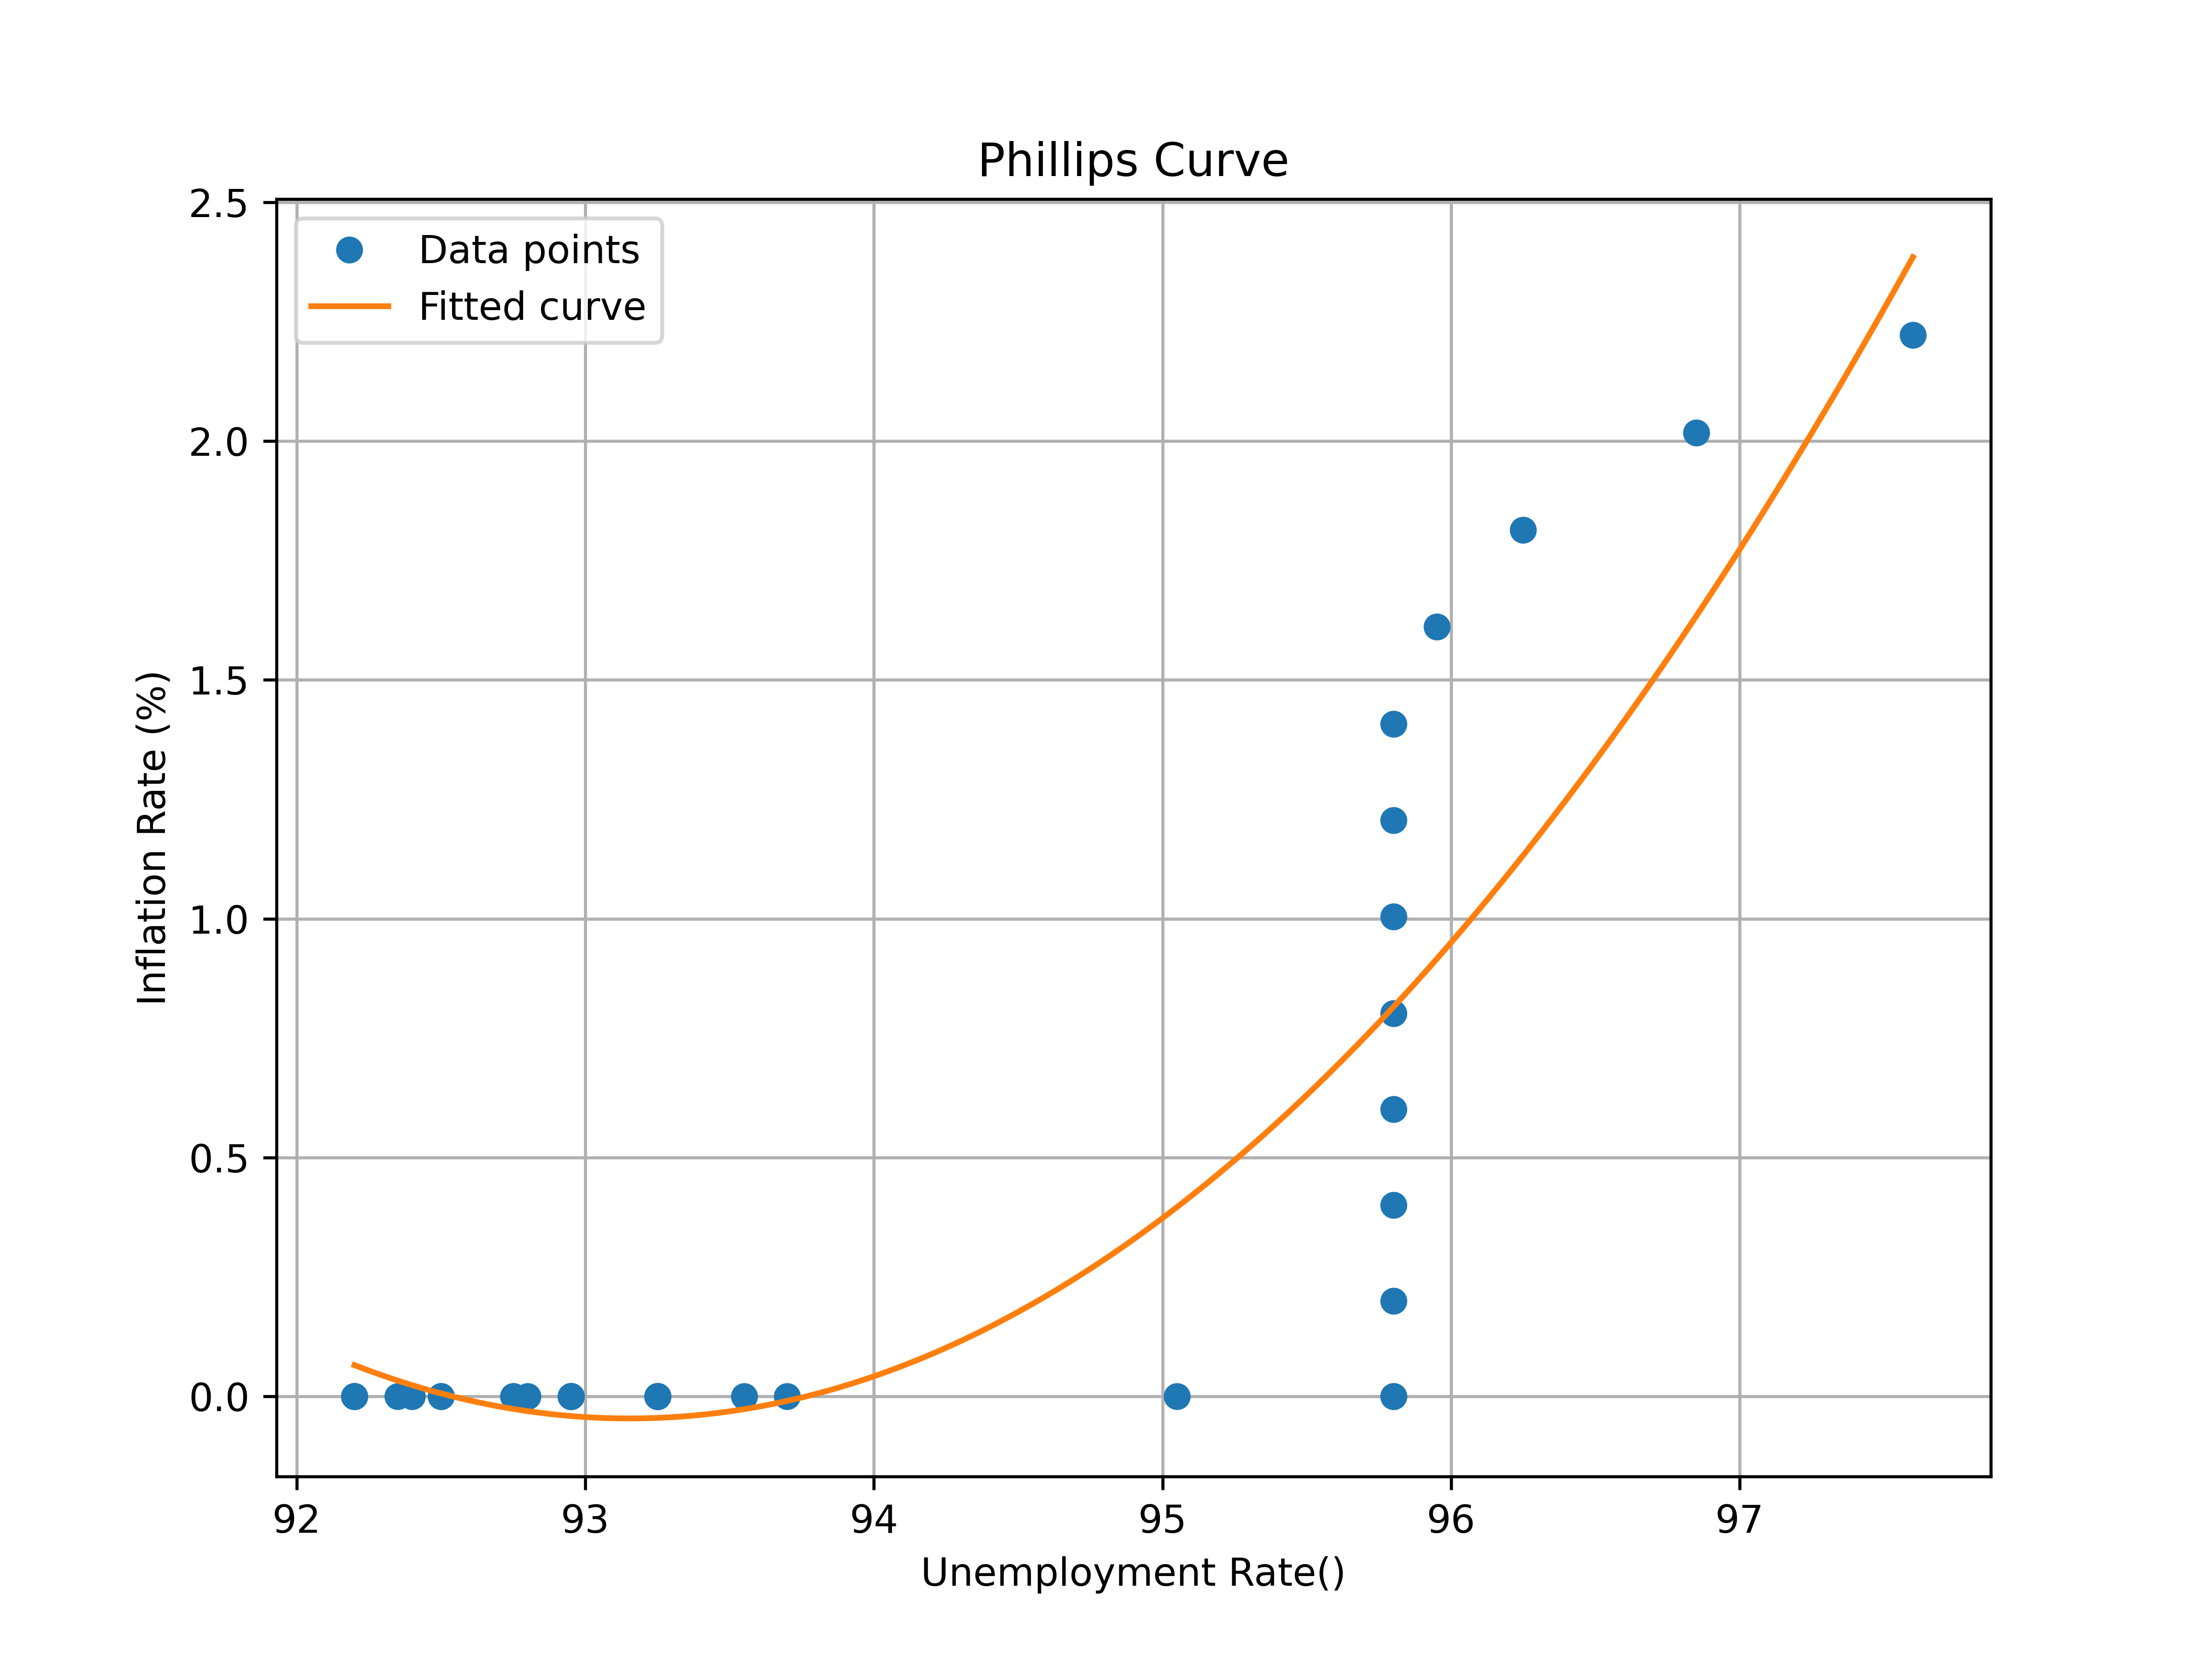 Phillips Curve
2.5
2.0
1.5
1.0
0.5
0.0
Data points
Fitted curve
Inflation Rate (%)
92 93 94 95 96 97
Unemployment Rate()